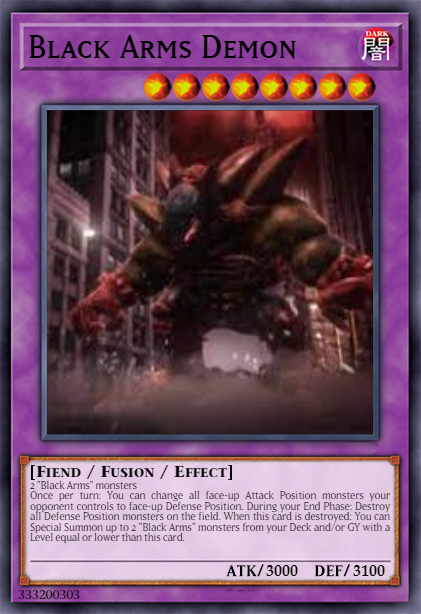 Black Arms Demon
DARK
闇
[Fiend / Fusion / Effect]
2 "Black Arms" monsters
Once per turn: You can change all face-up Attack Position monsters your
opponent controls to face-up Defense Position. During your End Phase: Destroy
all Defense Position monsters on the field. When this card is destroyed: You can
Special Summon up to 2 "Black Arms" monsters from your Deck and/or GY with a
Level equal or lower than this card.
ATK/3000 DEF/3100
333200303